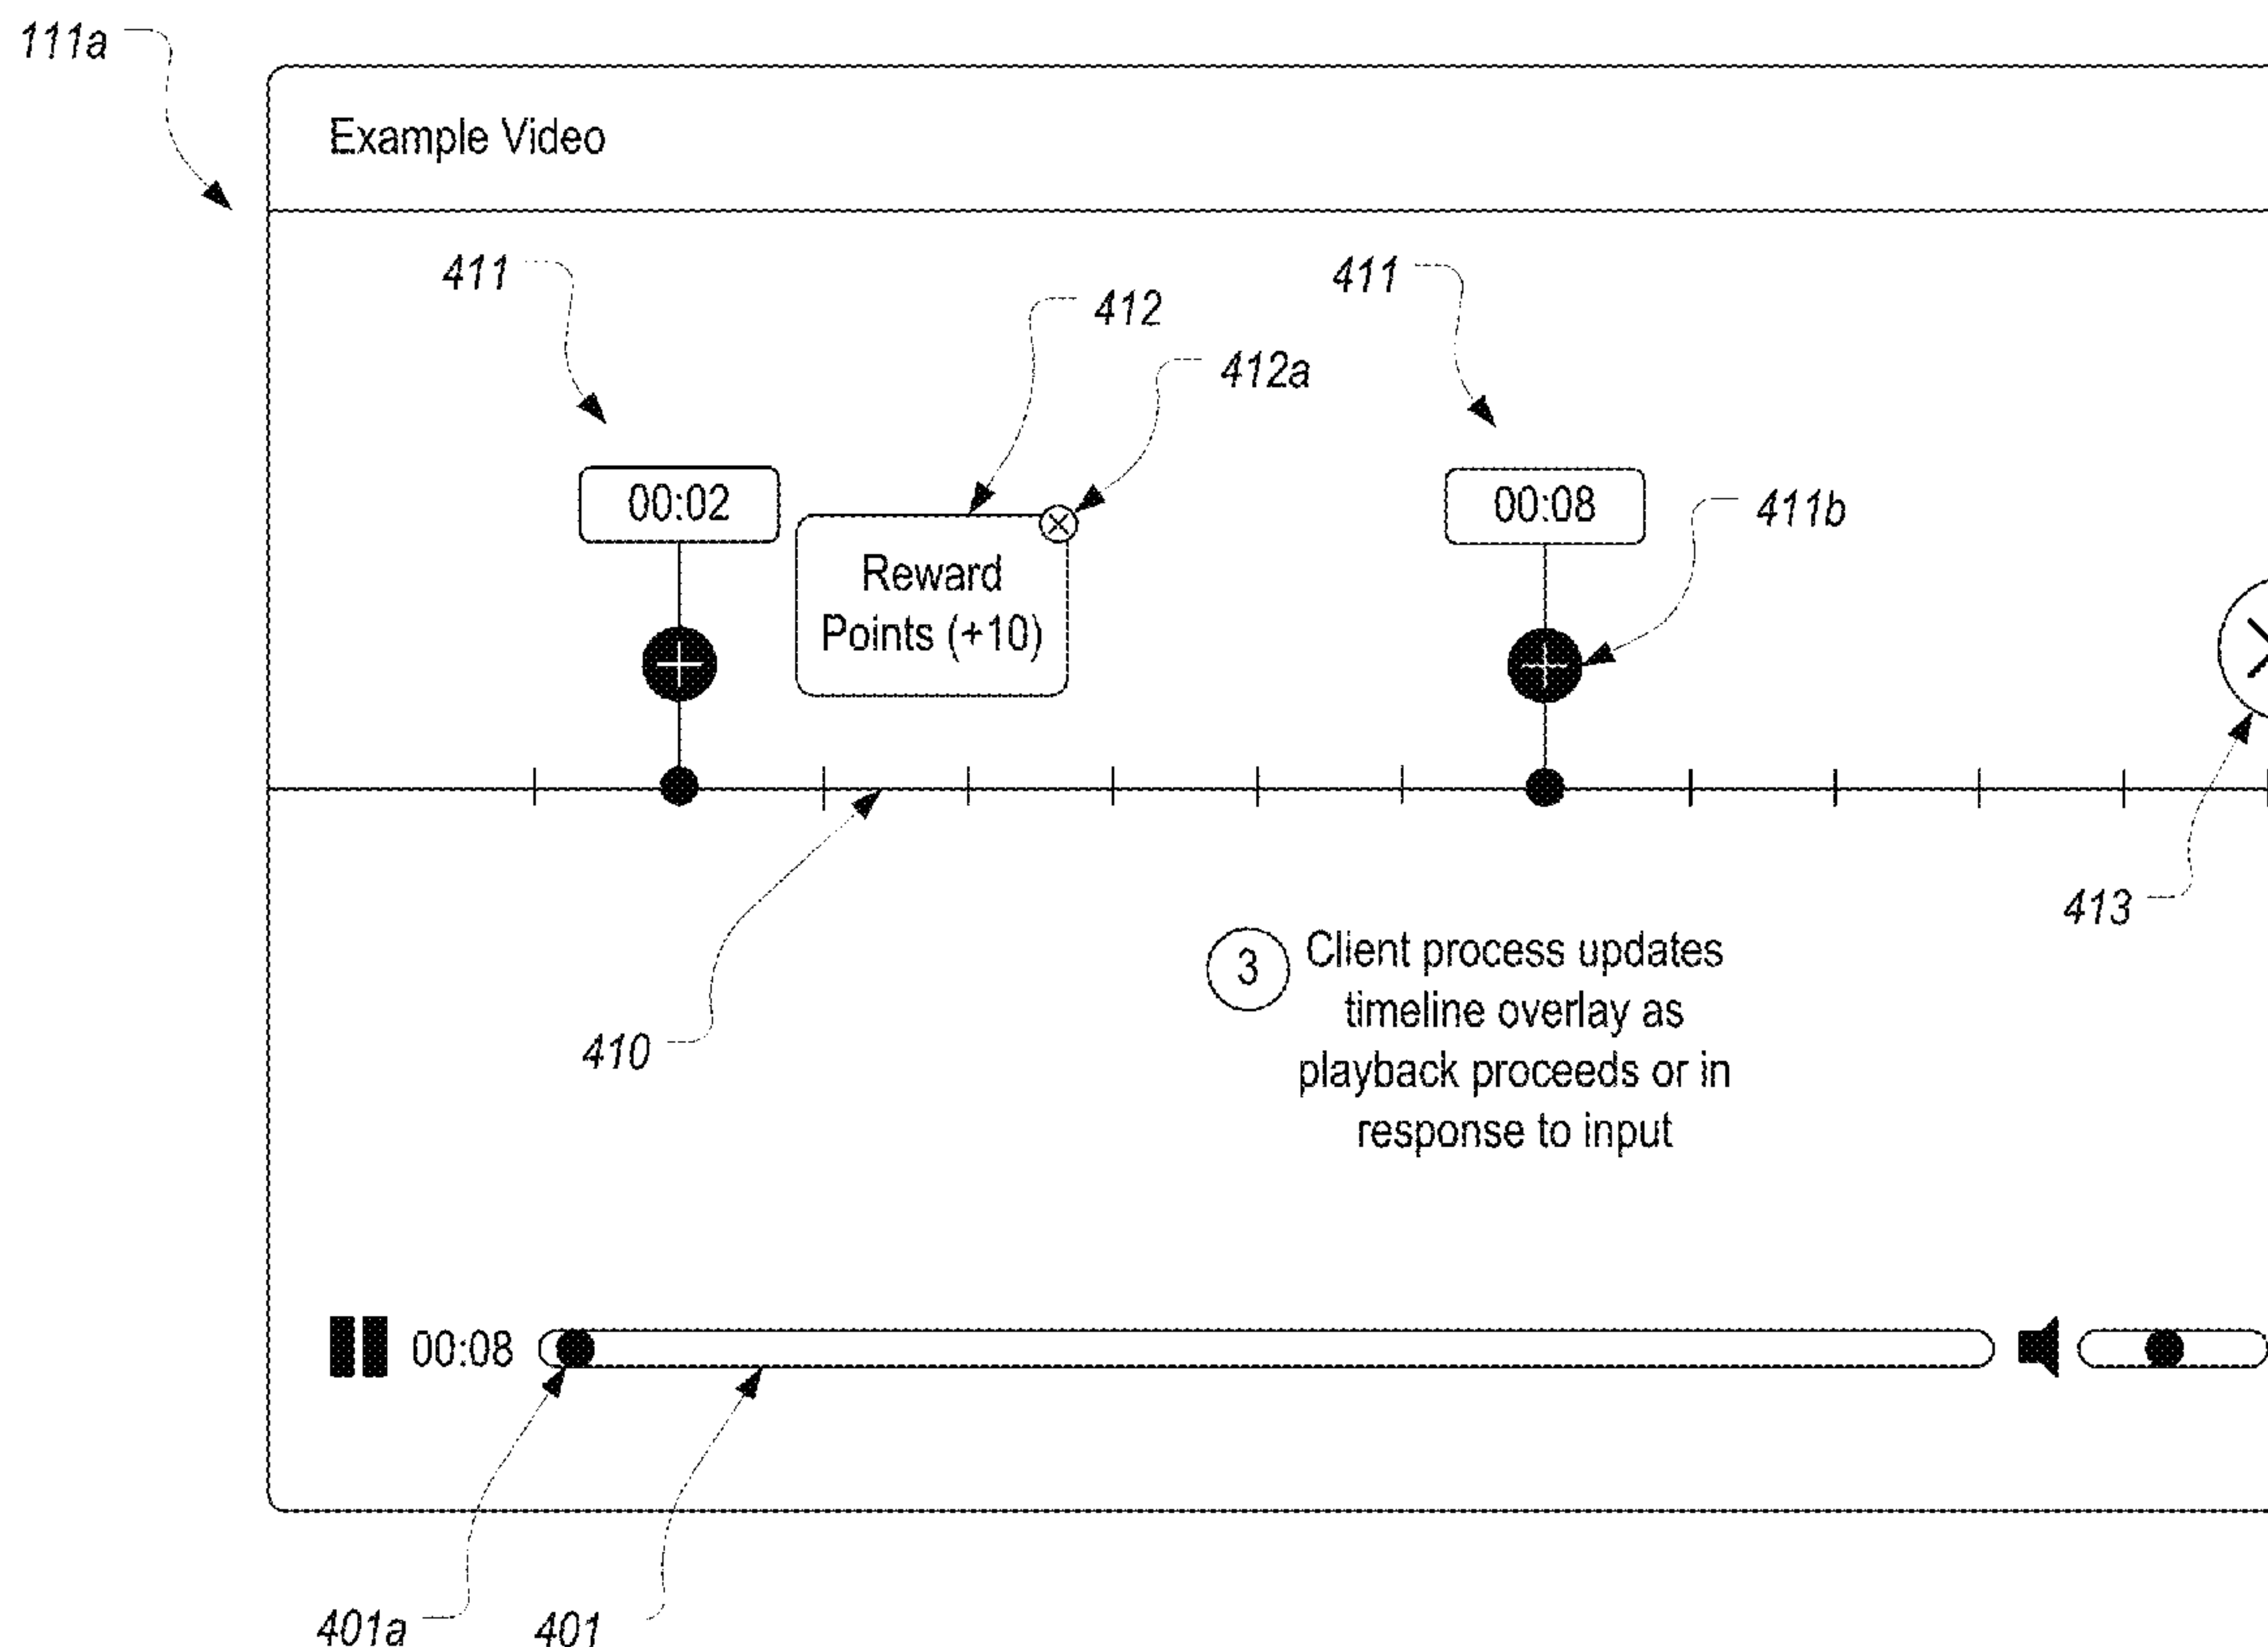 111a
Example Video
411
412
411
412a
00:02
00:08
411b
Reward
Points (+10)
413
3
Client process updates
timeline overlay as
playback proceeds or in
response to input
410
00:08
401a
401